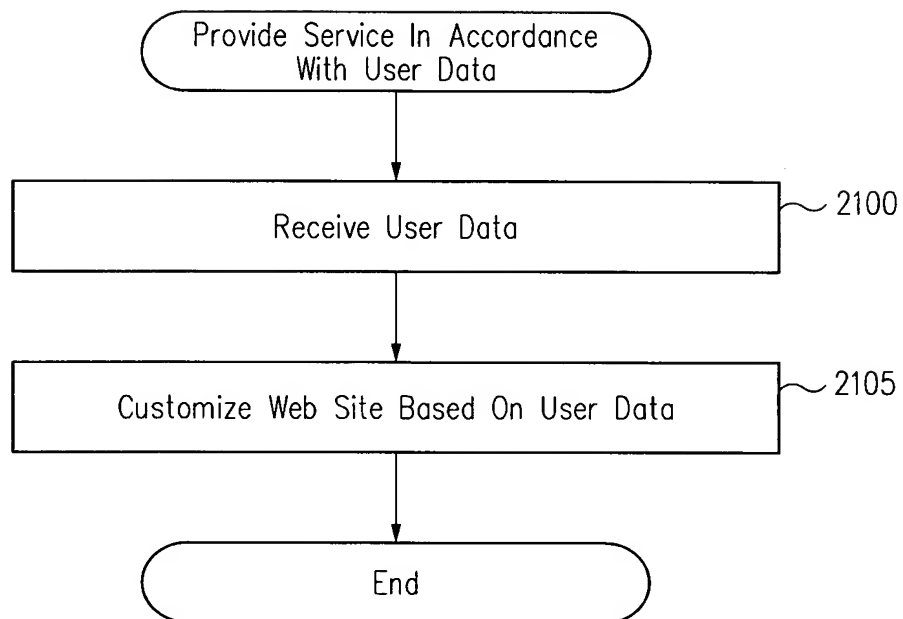 Provide Service In Accordance
With User Data
Receive User Data
2100
Customize Web Site Based On User Data
2105
End